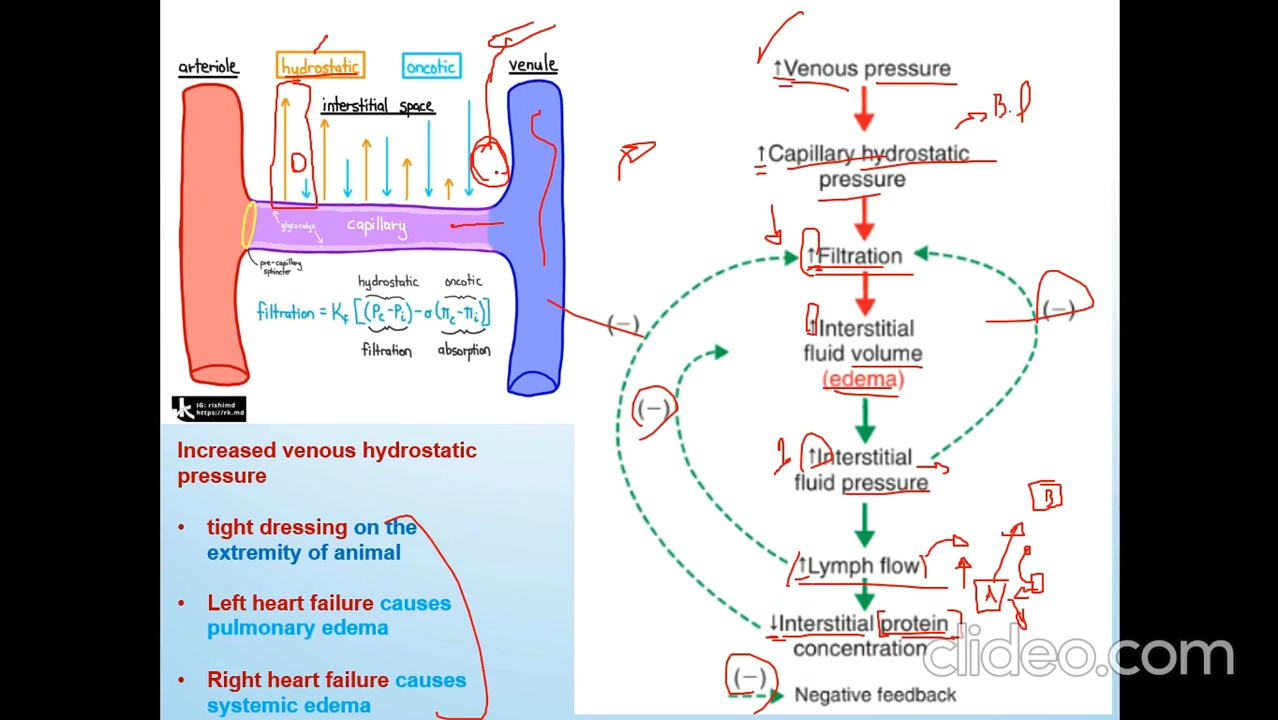 arteriole
hydrostatic
oncotic
venule
interstitial space
D
glycocalyx
capillary
pre-capillary
sphincter
hydrostatic oncotic
filtration = Kf [(Pc-Pi)-σ(πc-πi)]
filtration absorption
IG: rishimd
https://rk.md
Increased venous hydrostatic
pressure
• tight dressing on the
extremity of animal
• Left heart failure causes
pulmonary edema
• Right heart failure causes
systemic edema
↑Venous pressure
B.P
↑Capillary hydrostatic
pressure
↑Filtration
(−)
(−)
↑Interstitial
fluid volume
(edema)
(−)
↑Interstitial
fluid pressure
B
↑Lymph flow
A
↓Interstitial protein
concentration
clideo.com
(−)
Negative feedback